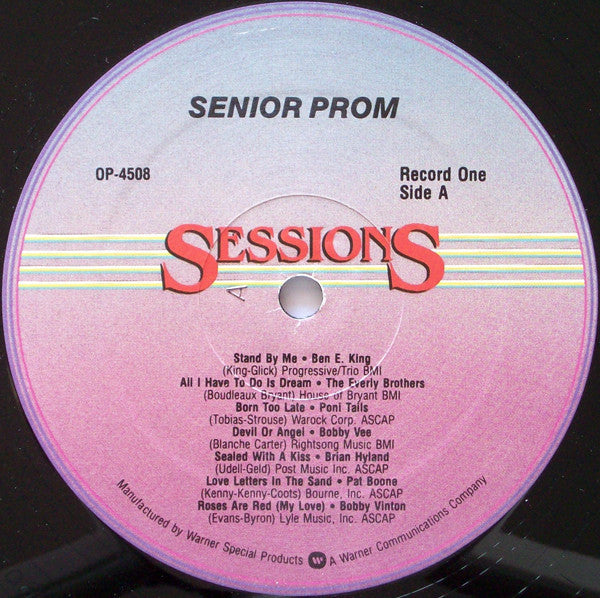 SENIOR PROM
OP-4508
Record One
Side A
SESSIONS
A
Stand By Me • Ben E. King
(King-Glick) Progressive/Trio BMI
All I Have To Do Is Dream • The Everly Brothers
(Boudleaux Bryant) House of Bryant BMI
Born Too Late • Poni Tails
(Tobias-Strouse) Warock Corp. ASCAP
Devil Or Angel • Bobby Vee
(Blanche Carter) Rightsong Music BMI
Sealed With A Kiss • Brian Hyland
(Udell-Geld) Post Music Inc. ASCAP
Love Letters In The Sand • Pat Boone
(Kenny-Kenny-Coots) Bourne, Inc. ASCAP
Roses Are Red (My Love) • Bobby Vinton
(Evans-Byron) Lyle Music, Inc. ASCAP
Manufactured by Warner Special Products W A Warner Communications Company